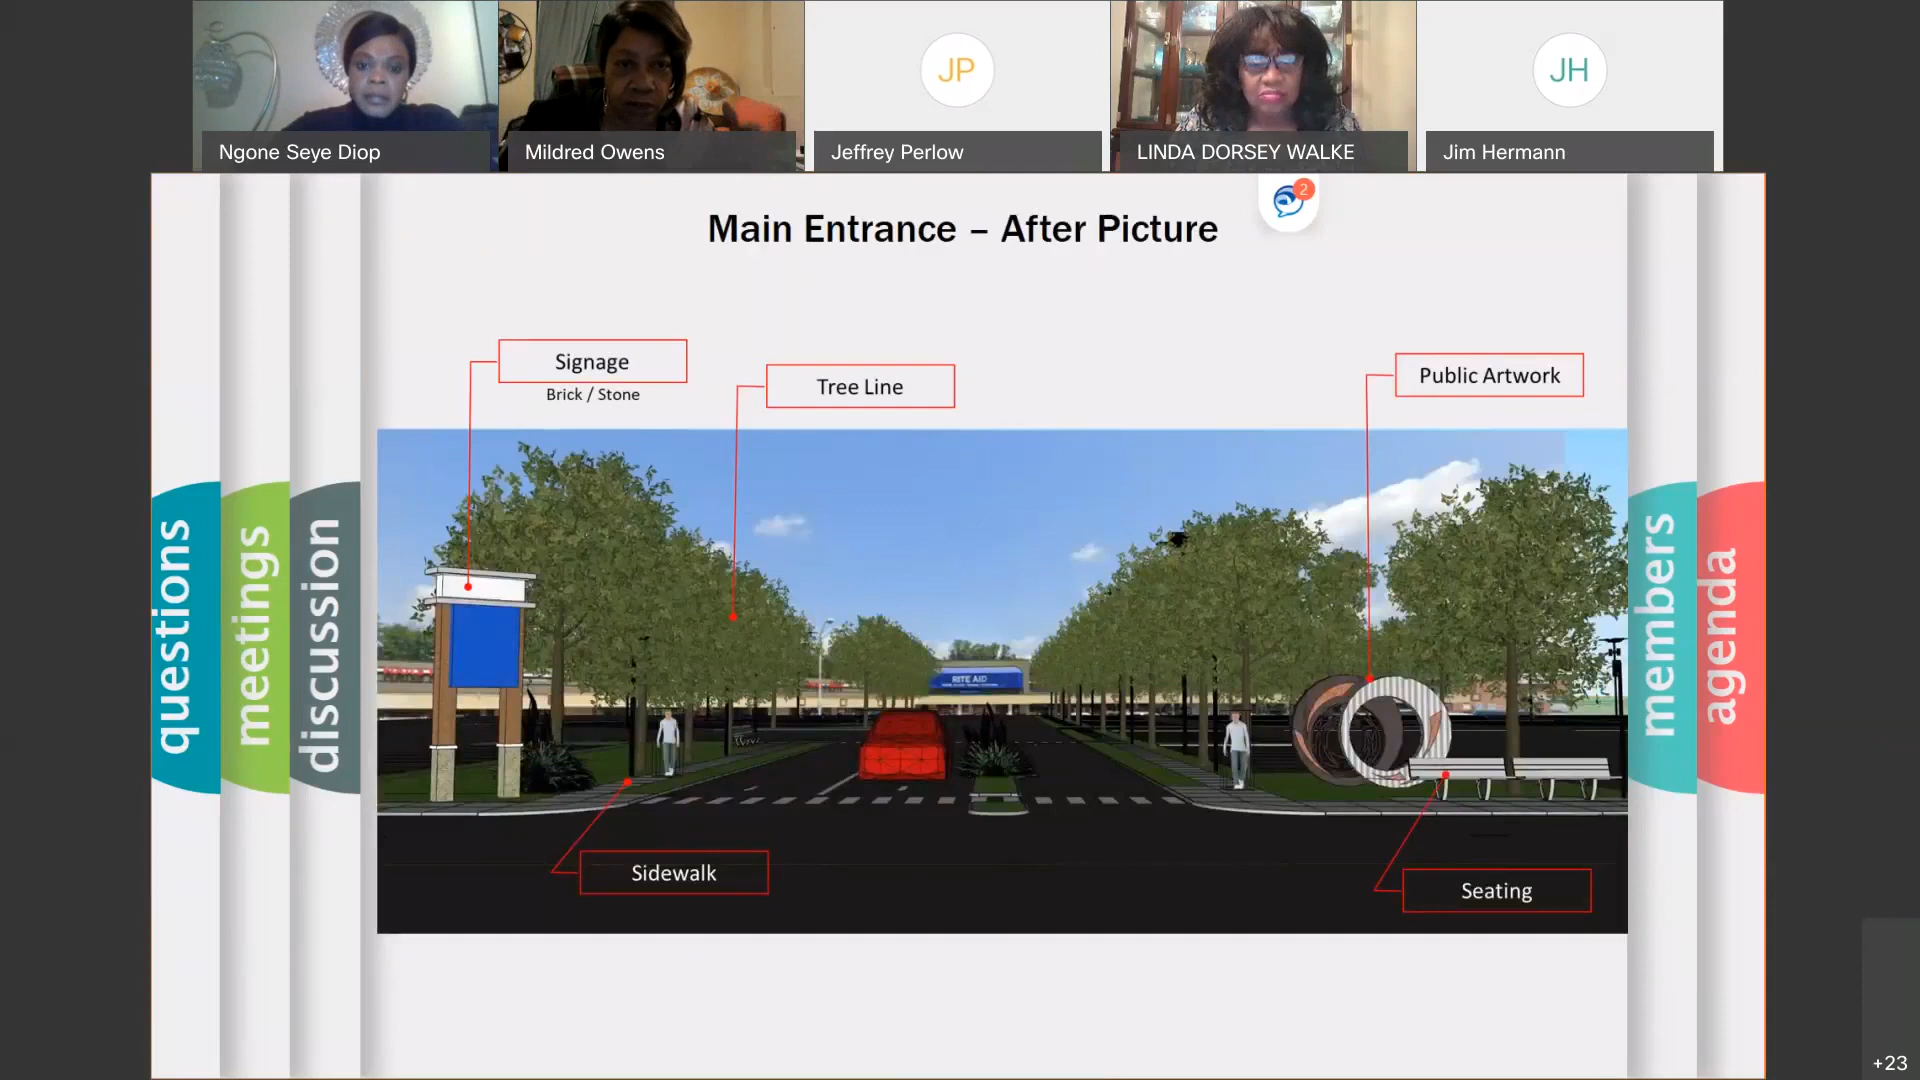 JP
JH
Ngone Seye Diop
Mildred Owens
Jeffrey Perlow
LINDA DORSEY WALKE
Jim Hermann
2
Main Entrance – After Picture
Signage
Brick / Stone
Tree Line
Public Artwork
questions
meetings
discussion
members
agenda
RITE AID
Sidewalk
Seating
+23